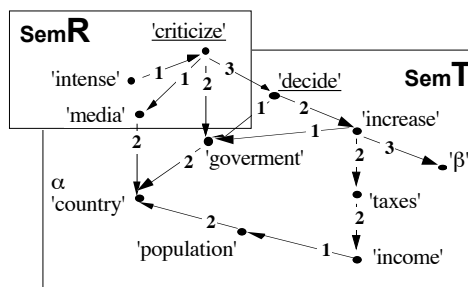 SemR
'criticize'
SemT
1
3
'intense'
1
2
'decide'
'media'
1
2
'increase'
1
2
'goverment'
2
3
'β'
α
2
'country'
'taxes'
2
2
'population'
1
'income'